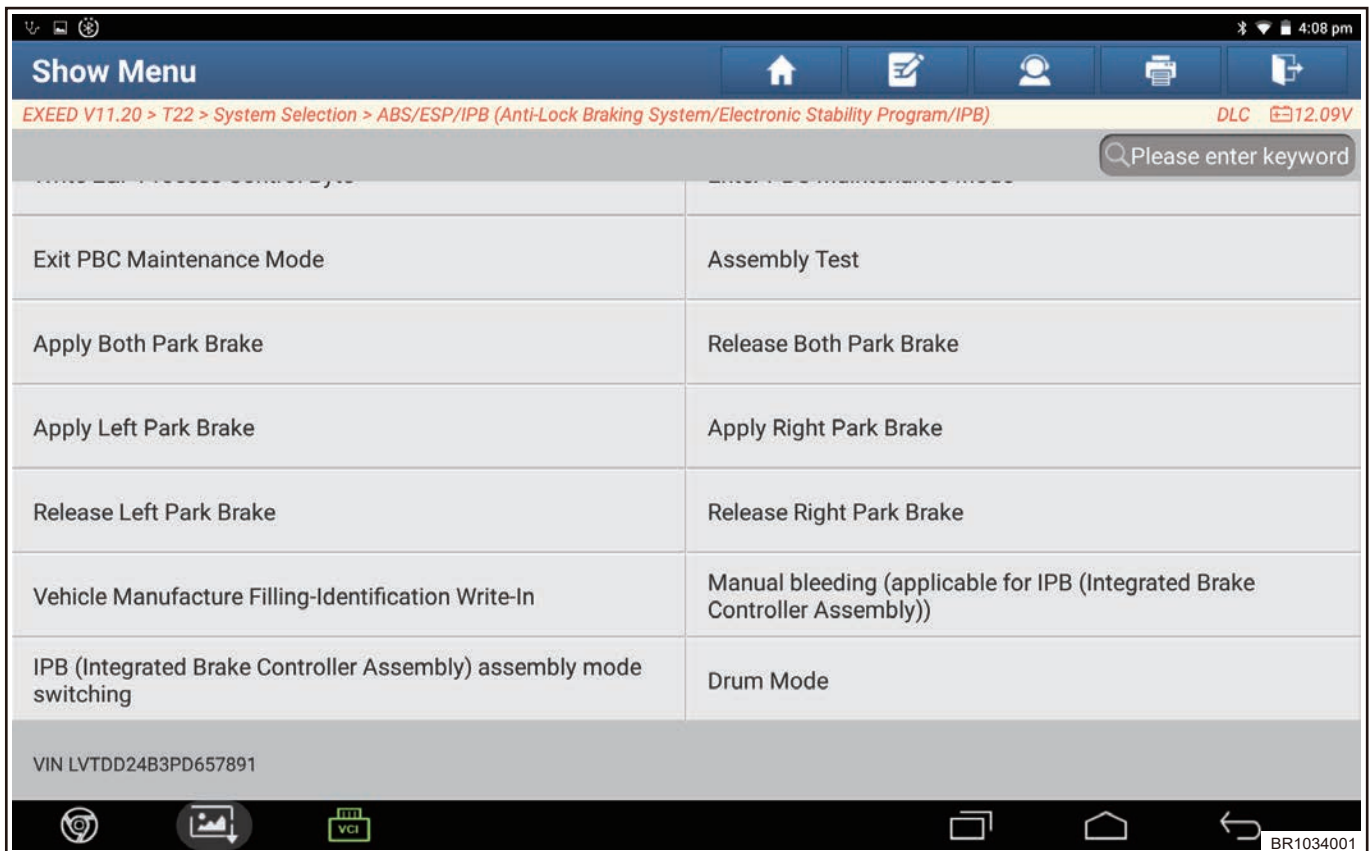 4:08 pm
Show Menu
EXEED V11.20 > T22 > System Selection > ABS/ESP/IPB (Anti-Lock Braking System/Electronic Stability Program/IPB)
DLC 12.09V
Please enter keyword
Exit PBC Maintenance Mode
Assembly Test
Apply Both Park Brake
Release Both Park Brake
Apply Left Park Brake
Apply Right Park Brake
Release Left Park Brake
Release Right Park Brake
Vehicle Manufacture Filling-Identification Write-In
Manual bleeding (applicable for IPB (Integrated Brake
Controller Assembly))
IPB (Integrated Brake Controller Assembly) assembly mode
switching
Drum Mode
VIN LVTDD24B3PD657891
VCI
BR1034001